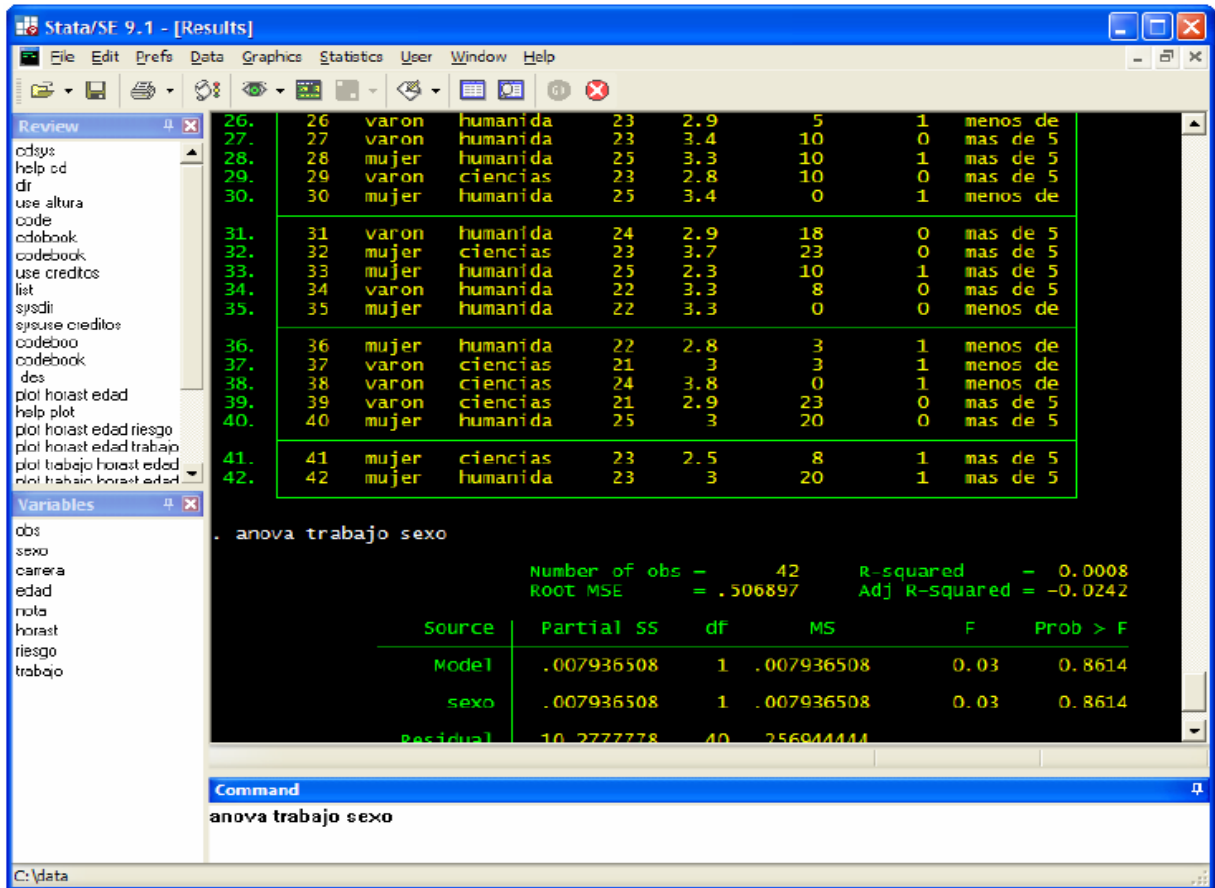 Stata/SE 9.1 - [Results]
File Edit Prefs Data Graphics Statistics User Window Help
Review
cdsys
help cd
dir
use altura
code
cdobook
codebook
use creditos
list
sysdir
sysuse creditos
codeboo
codebook
des
plot horast edad
help plot
plot horast edad riesgo
plot horast edad trabajo
plot trabajo horast edad
plot trabajo horast edad
Variables
obs
sexo
carrera
edad
nota
horast
riesgo
trabajo
26. 26 varon humanida 23 2.9 5 1 menos de
27. 27 varon humanida 23 3.4 10 0 mas de 5
28. 28 mujer humanida 25 3.3 10 1 mas de 5
29. 29 varon ciencias 23 2.8 10 0 mas de 5
30. 30 mujer humanida 25 3.4 0 1 menos de
31. 31 varon humanida 24 2.9 18 0 mas de 5
32. 32 mujer ciencias 23 3.7 23 0 mas de 5
33. 33 mujer humanida 25 2.3 10 1 mas de 5
34. 34 varon humanida 22 3.3 8 0 mas de 5
35. 35 mujer humanida 22 3.3 0 0 menos de
36. 36 mujer humanida 22 2.8 3 1 menos de
37. 37 varon ciencias 21 3 3 1 menos de
38. 38 varon ciencias 24 3.8 0 1 menos de
39. 39 varon ciencias 21 2.9 23 0 mas de 5
40. 40 mujer humanida 25 3 20 0 mas de 5
41. 41 mujer ciencias 23 2.5 8 1 mas de 5
42. 42 mujer humanida 23 3 20 1 mas de 5
. anova trabajo sexo
Number of obs = 42 R-squared = 0.0008
Root MSE = .506897 Adj R-squared = -0.0242
Source Partial SS df MS F Prob > F
Model .007936508 1 .007936508 0.03 0.8614
sexo .007936508 1 .007936508 0.03 0.8614
Residual 10.2777778 40 .256944444
Command
anova trabajo sexo
C:\data